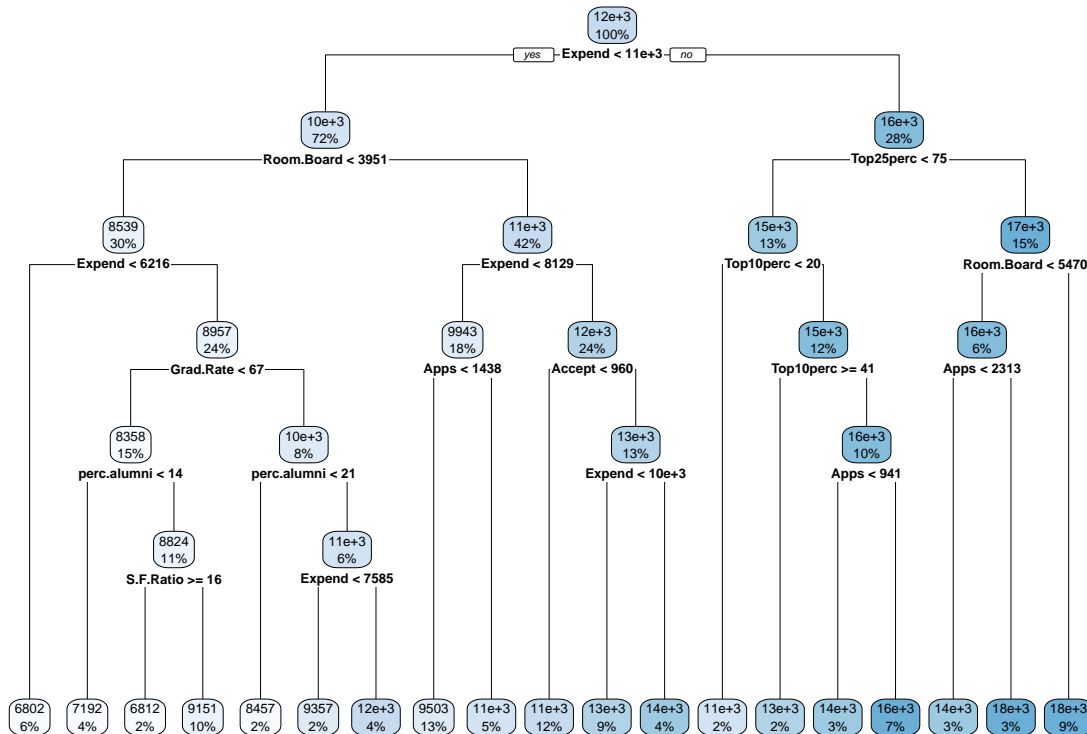 12e+3
100%
yes Expend < 11e+3 no
10e+3 16e+3
72% 28%
Room.Board < 3951 Top25perc < 75
8539 11e+3 15e+3 17e+3
30% 42% 13% 15%
Expend < 6216 Expend < 8129 Top10perc < 20 Room.Board < 5470
8957 9943 12e+3 15e+3 16e+3
24% 18% 24% 12% 6%
Grad.Rate < 67 Apps < 1438 Accept < 960 Top10perc >= 41 Apps < 2313
8358 10e+3 13e+3 16e+3
15% 8% 13% 10%
perc.alumni < 14 perc.alumni < 21 Expend < 10e+3 Apps < 941
8824 11e+3
11% 6%
S.F.Ratio >= 16 Expend < 7585
6802 7192 6812 9151 8457 9357 12e+3 9503 11e+3 11e+3 13e+3 14e+3 11e+3 13e+3 14e+3 16e+3 14e+3 18e+3 18e+3
6% 4% 2% 10% 2% 2% 4% 13% 5% 12% 9% 4% 2% 2% 3% 7% 3% 3% 9%